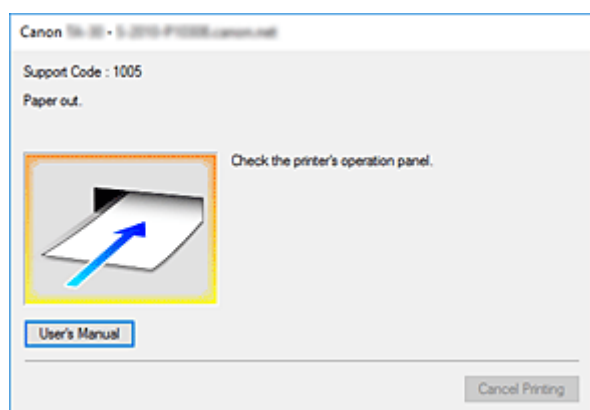 Canon
Support Code : 1005
Paper out.
Check the printer's operation panel.
User's Manual
Cancel Printing